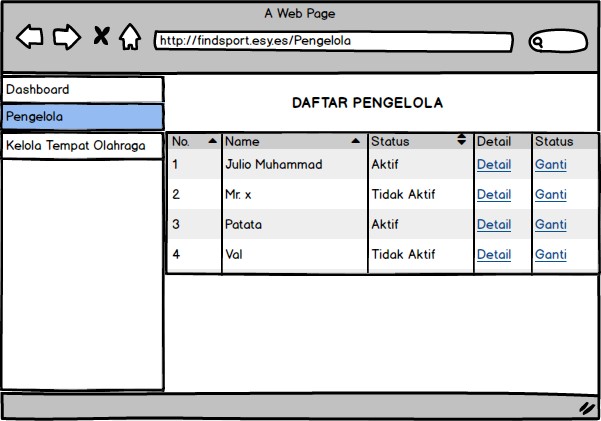 A Web Page
http://findsport.esy.es/Pengelola
Dashboard
Pengelola
Kelola Tempat Olahraga
DAFTAR PENGELOLA
No. Name Status Detail Status
1 Julio Muhammad Aktif Detail Ganti
2 Mr. x Tidak Aktif Detail Ganti
3 Patata Aktif Detail Ganti
4 Val Tidak Aktif Detail Ganti